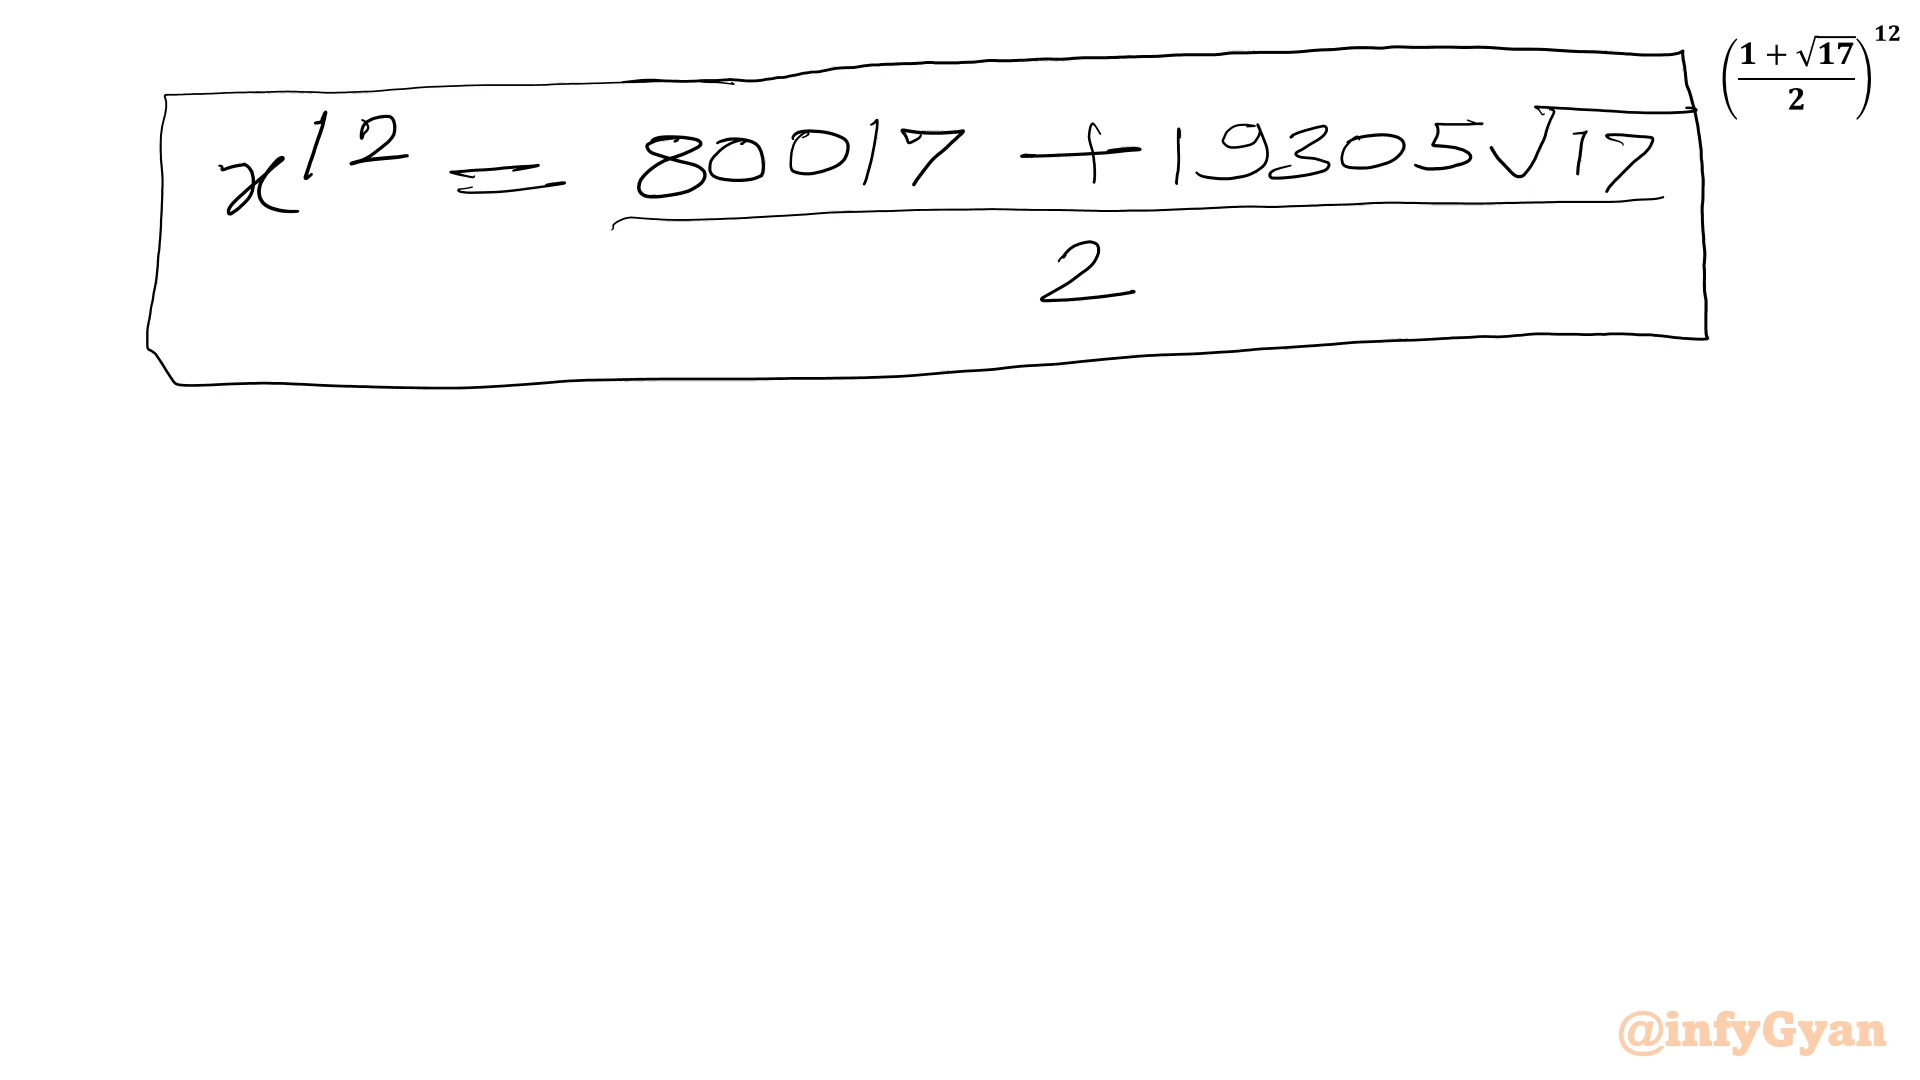 x^12 = (80017 + 19305√17)/2
((1 + √17)/2)^12
@infyGyan